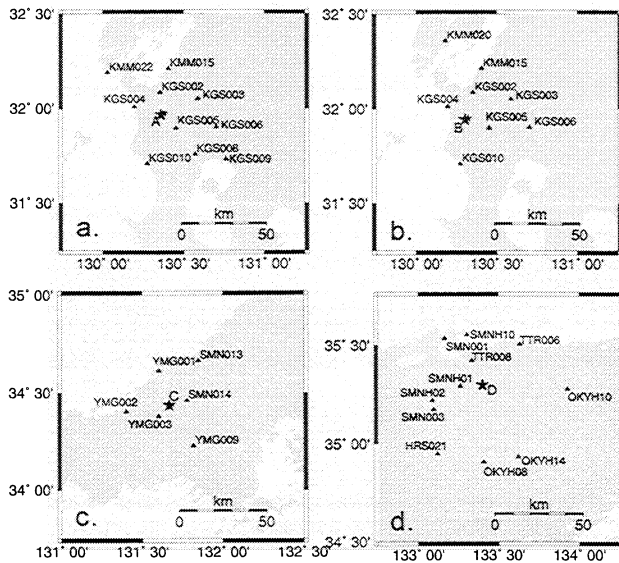 32° 30'
KMM022
KMM015
KGS002
KGS004
KGS003
32° 00'
A
KGS005
KGS006
KGS008
KGS010
KGS009
31° 30'
km
a.
0
50
130° 00'
130° 30'
131° 00'
32° 30'
KMM020
KMM015
KGS002
KGS004
KGS003
32° 00'
B
KGS005
KGS006
KGS010
31° 30'
km
b.
0
50
130° 00'
130° 30'
131° 00'
35° 00'
YMG001
SMN013
C
34° 30'
YMG002
SMN014
YMG003
YMG009
34° 00'
km
c.
0
50
131° 00'
131° 30'
132° 00'
132° 30'
35° 30'
SMNH10
TTR006
SMN001
TTR008
SMNH01
D
SMNH02
OKYH10
SMN003
35° 00'
HRS021
OKYH14
OKYH08
km
d.
0
50
34° 30'
133° 00'
133° 30'
134° 00'